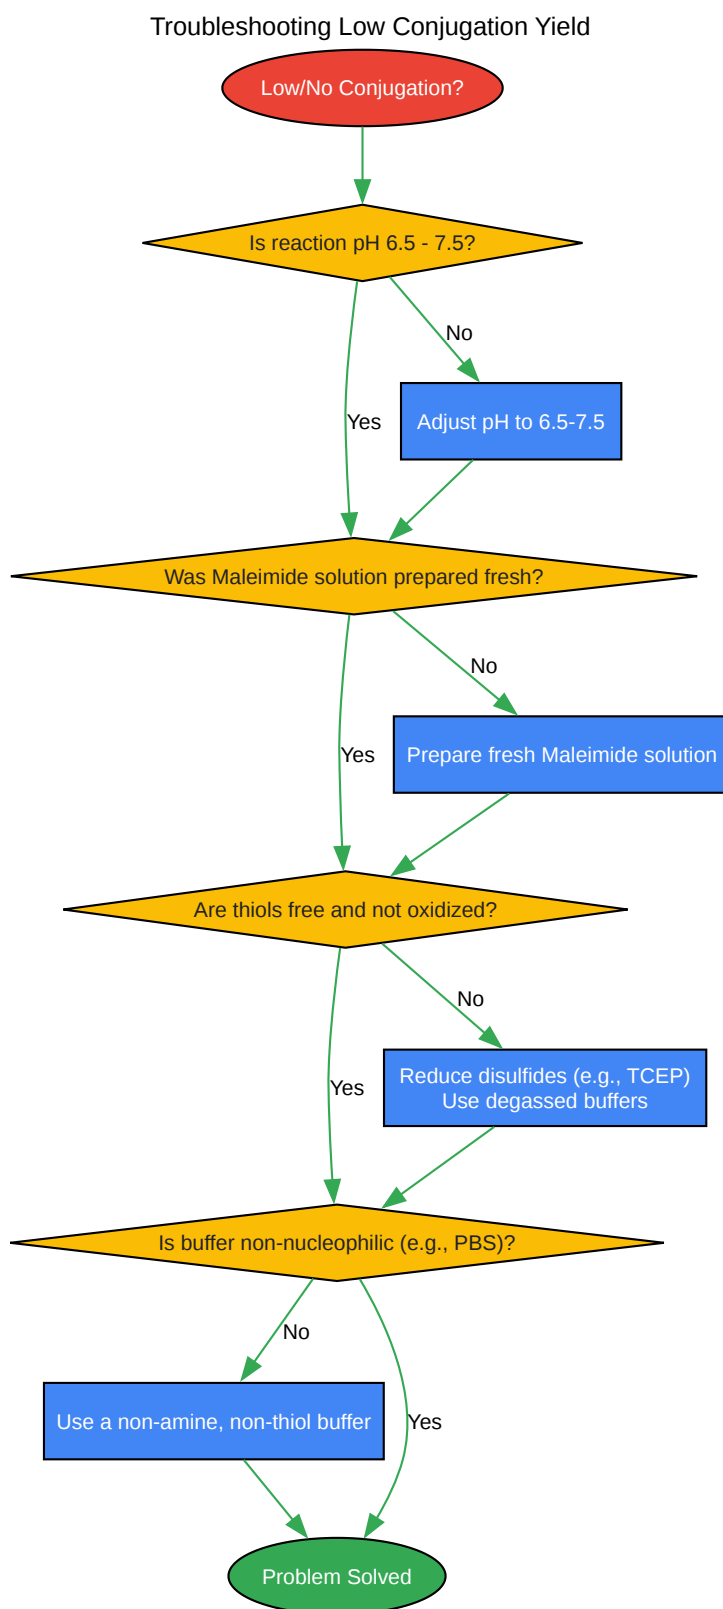 Troubleshooting Low Conjugation Yield
Low/No Conjugation?
Is reaction pH 6.5 - 7.5?
No
Yes
Adjust pH to 6.5-7.5
Was Maleimide solution prepared fresh?
No
Yes
Prepare fresh Maleimide solution
Are thiols free and not oxidized?
No
Yes
Reduce disulfides (e.g., TCEP)
Use degassed buffers
Is buffer non-nucleophilic (e.g., PBS)?
No
Use a non-amine, non-thiol buffer
Yes
Problem Solved